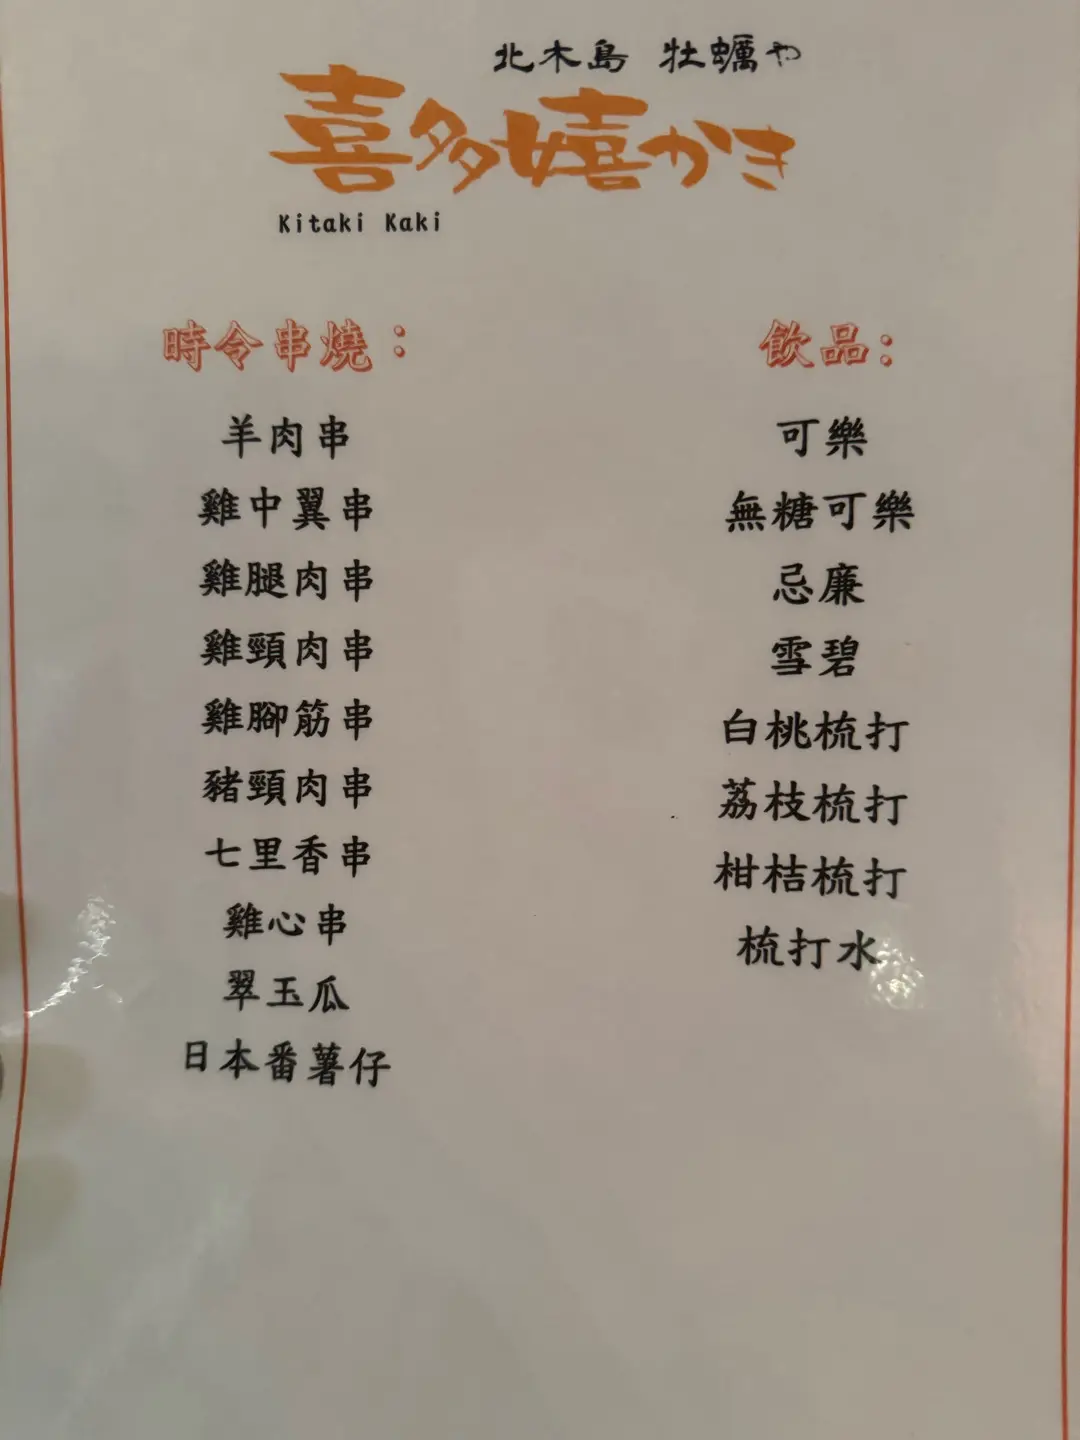 北木島 牡蠣や
喜多嬉かき
Kitaki Kaki
時令串燒：
羊肉串
雞中翼串
雞腿肉串
雞頸肉串
雞腳筋串
豬頸肉串
七里香串
雞心串
翠玉瓜
日本番薯仔
飲品：
可樂
無糖可樂
忌廉
雪碧
白桃梳打
荔枝梳打
柑桔梳打
梳打水